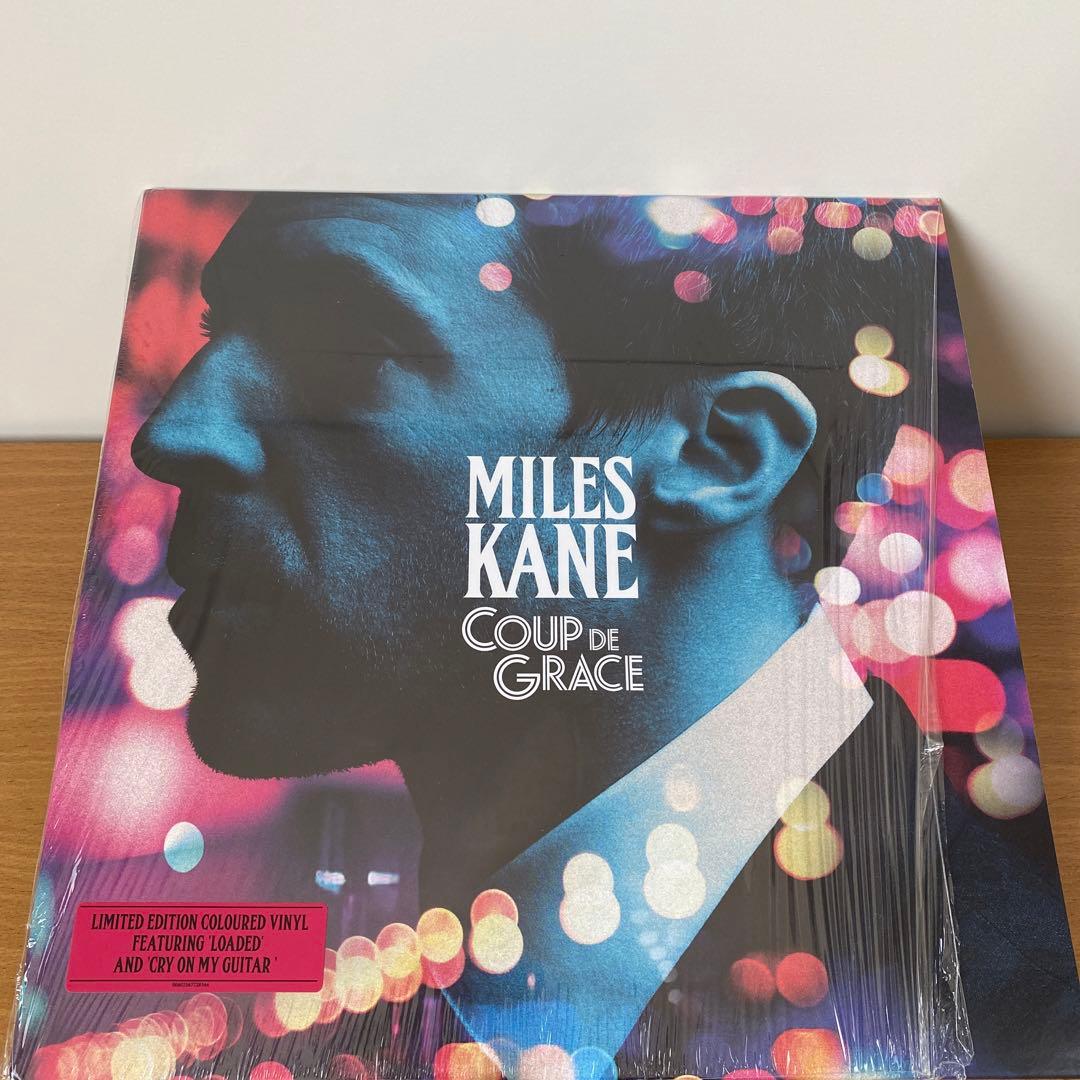 MILES
KANE
COUP DE
GRACE
LIMITED EDITION COLOURED VINYL
FEATURING 'LOADED'
AND 'CRY ON MY GUITAR '